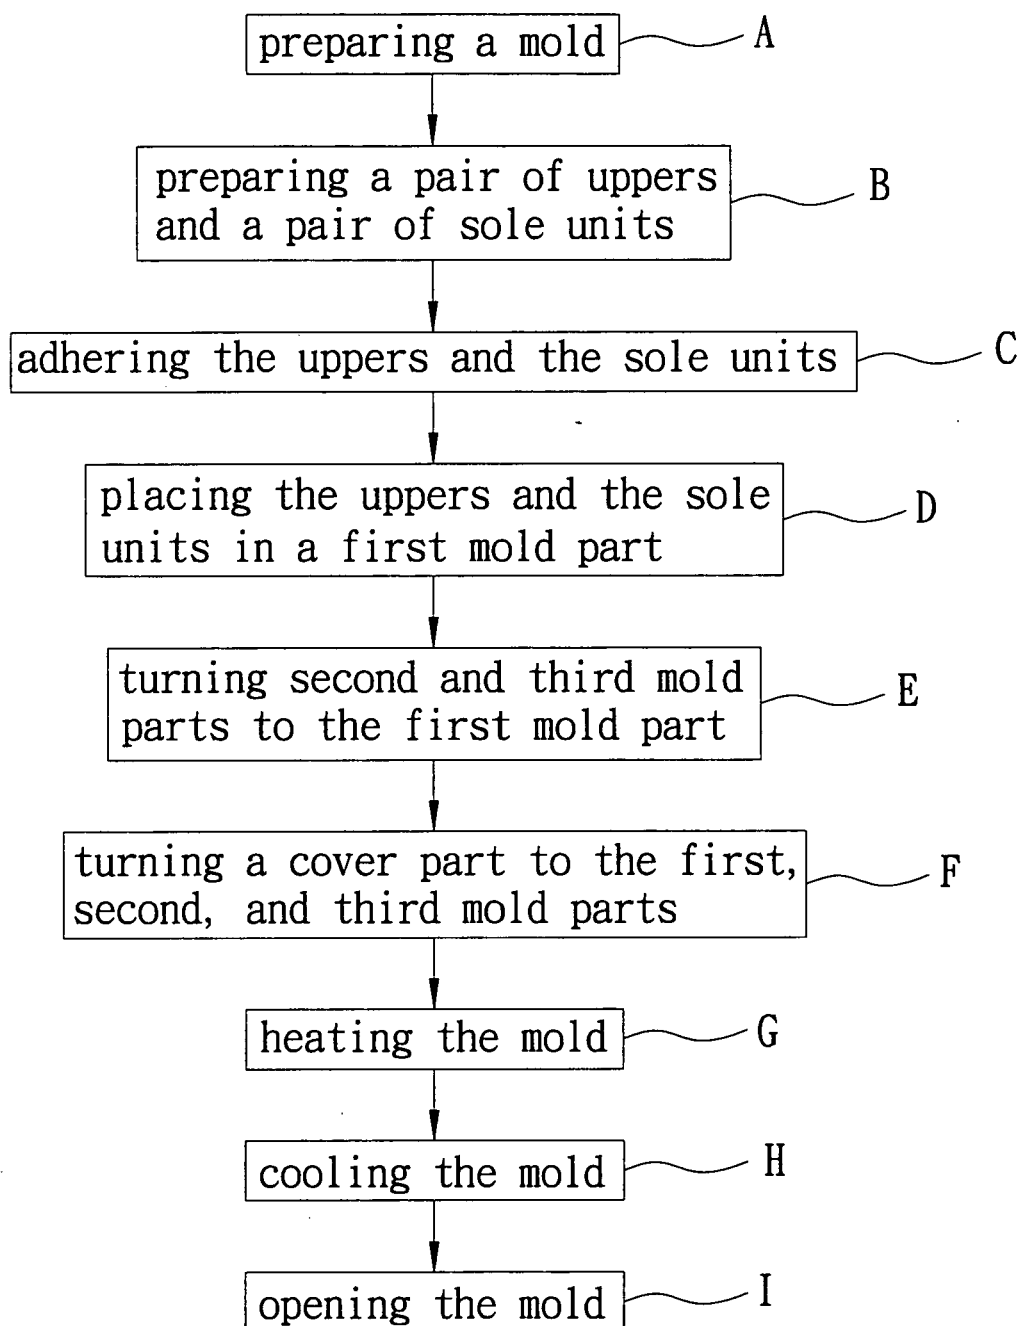 preparing a mold
A
preparing a pair of uppers
and a pair of sole units
B
adhering the uppers and the sole units
C
placing the uppers and the sole
units in a first mold part
D
turning second and third mold
parts to the first mold part
E
turning a cover part to the first,
second, and third mold parts
F
heating the mold
G
cooling the mold
H
opening the mold
I